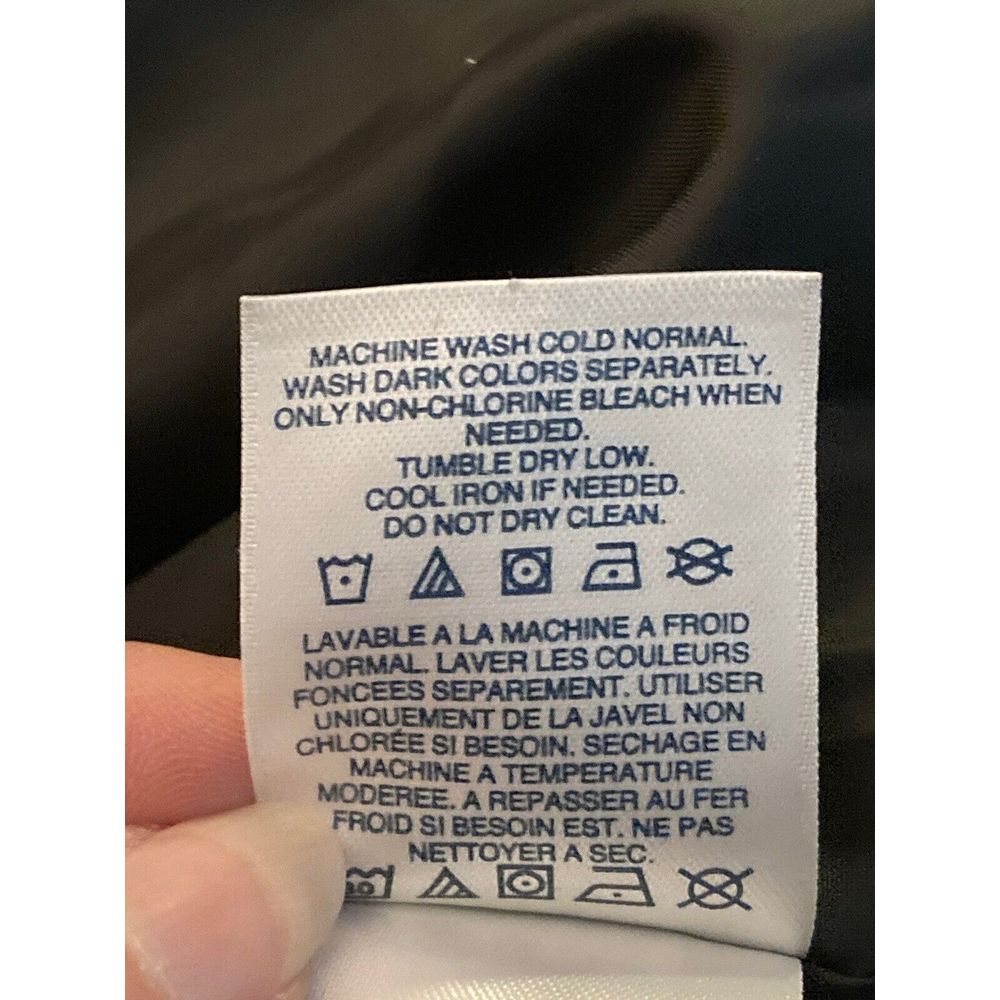 MACHINE WASH COLD NORMAL.
WASH DARK COLORS SEPARATELY.
ONLY NON-CHLORINE BLEACH WHEN
NEEDED.
TUMBLE DRY LOW.
COOL IRON IF NEEDED.
DO NOT DRY CLEAN.
LAVABLE A LA MACHINE A FROID
NORMAL. LAVER LES COULEURS
FONCEES SEPAREMENT. UTILISER
UNIQUEMENT DE LA JAVEL NON
CHLORÉE SI BESOIN. SECHAGE EN
MACHINE A TEMPERATURE
MODEREE. A REPASSER AU FER
FROID SI BESOIN EST. NE PAS
NETTOYER A SEC.